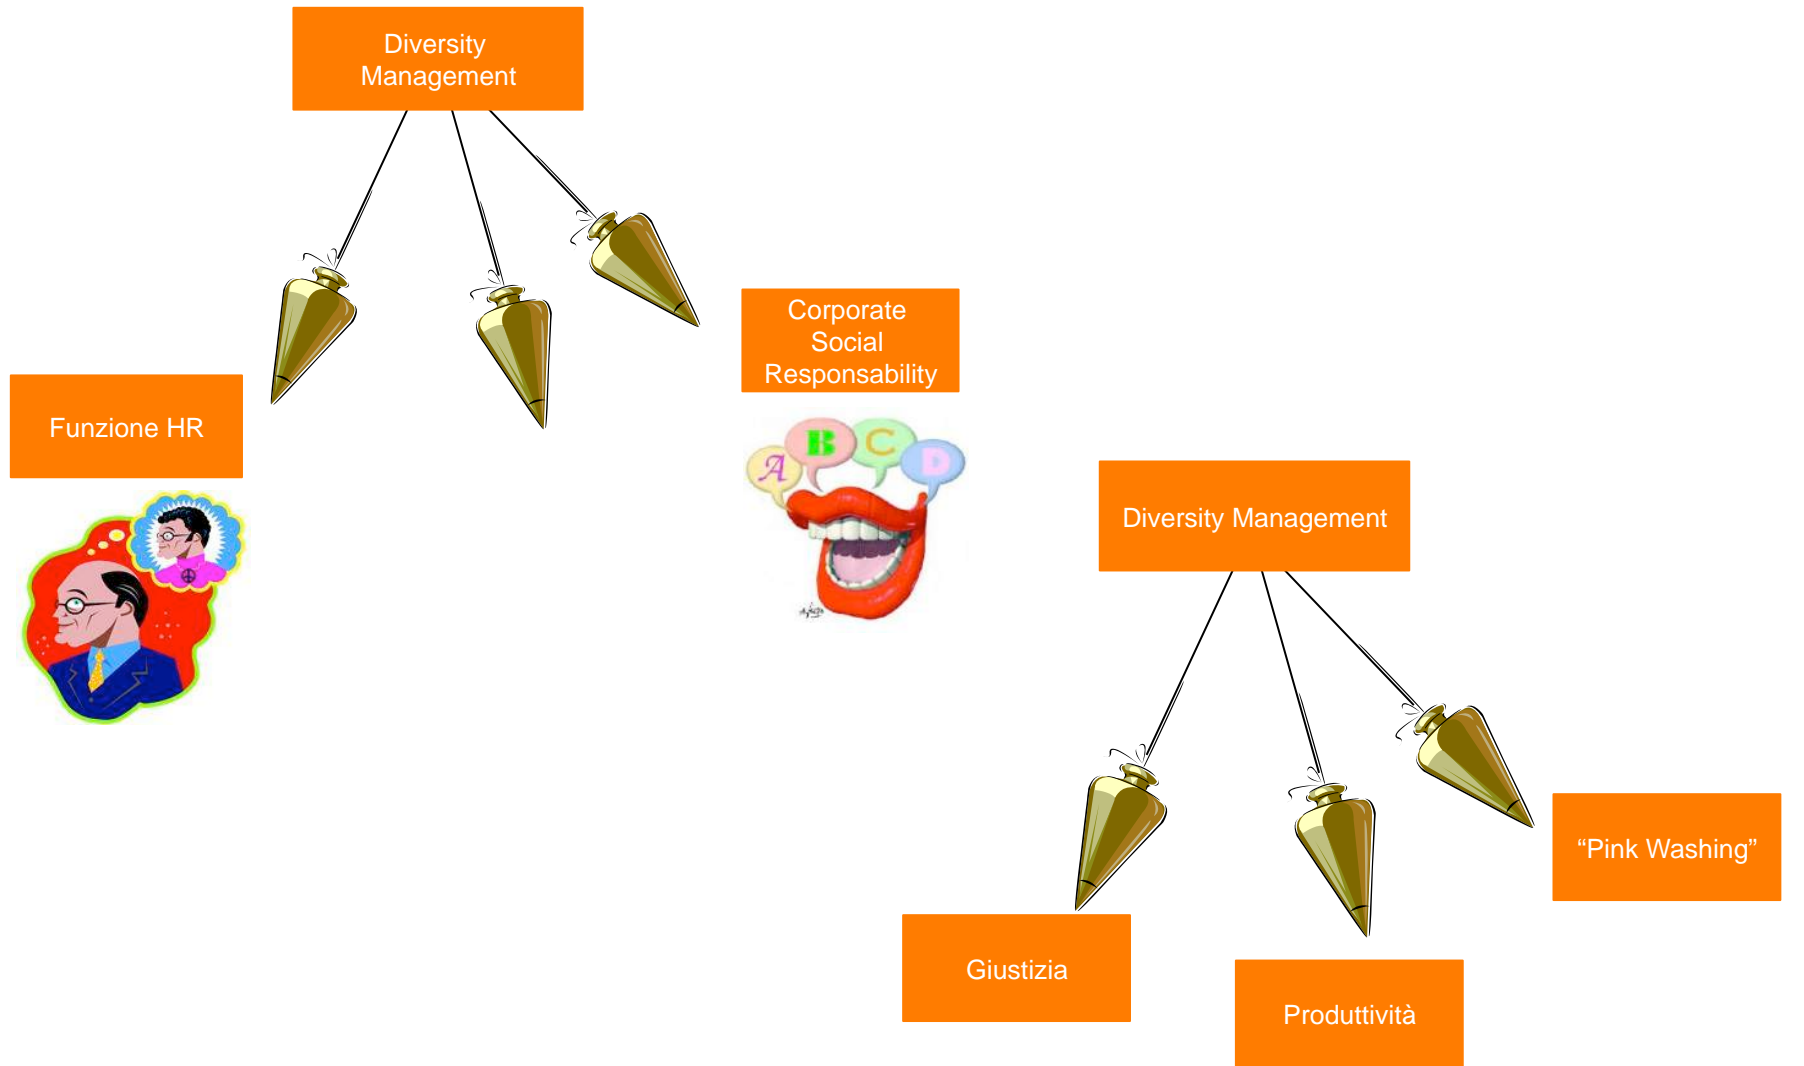 Diversity
Management
Corporate
Social
Responsability
Funzione HR
A
B
C
D
Diversity Management
“Pink Washing”
Giustizia
Produttività